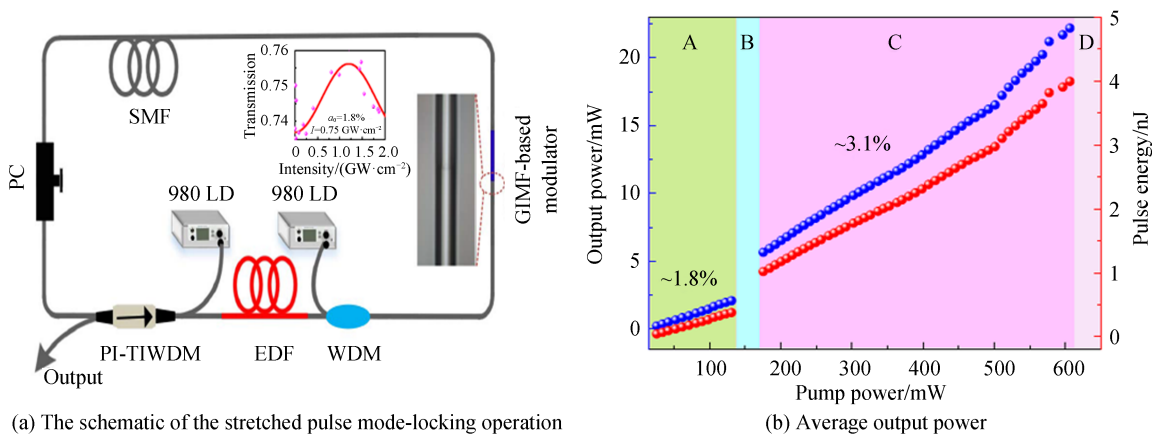 SMF
PC
980 LD
980 LD
PI-TIWDM
EDF
WDM
Output
GIMF-based
modulator
Transmission
0.76
0.75
0.74
a₀=1.8%
I=0.75 GW·cm⁻²
0 0.5 1.0 1.5 2.0
Intensity/(GW·cm⁻²)
(a) The schematic of the stretched pulse mode-locking operation
A B C D
~1.8%
~3.1%
Output power/mW
20
15
10
5
0
Pulse energy/nJ
5
4
3
2
1
0
100 200 300 400 500 600
Pump power/mW
(b) Average output power